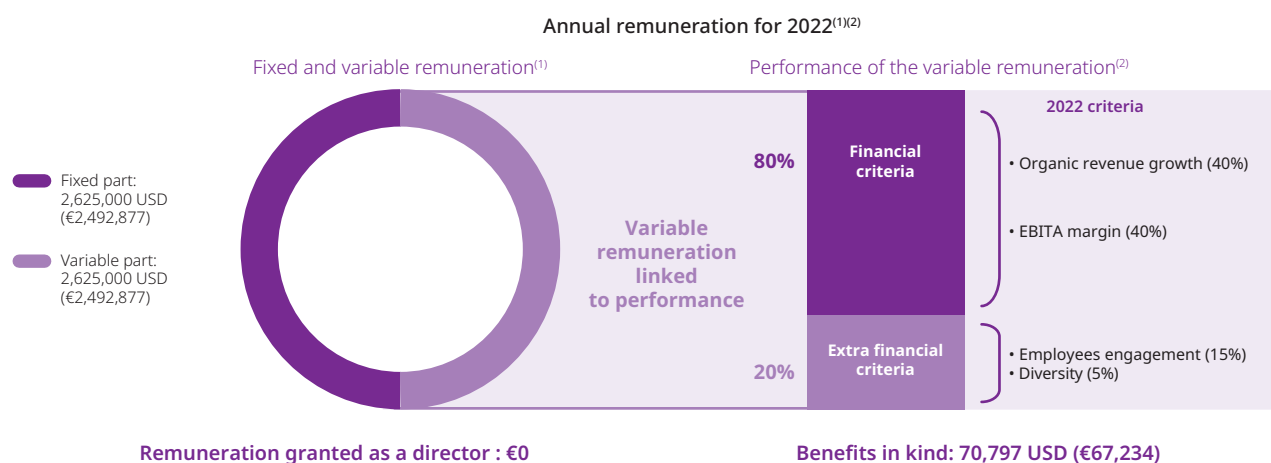 Annual remuneration for 2022(1)(2)
Fixed and variable remuneration(1)
Fixed part:
2,625,000 USD
(€2,492,877)
Variable part:
2,625,000 USD
(€2,492,877)
Variable
remuneration
linked
to performance
Performance of the variable remuneration(2)
80%
Financial
criteria
20%
Extra financial
criteria
2022 criteria
• Organic revenue growth (40%)
• EBITA margin (40%)
• Employees engagement (15%)
• Diversity (5%)
Remuneration granted as a director : €0
Benefits in kind: 70,797 USD (€67,234)